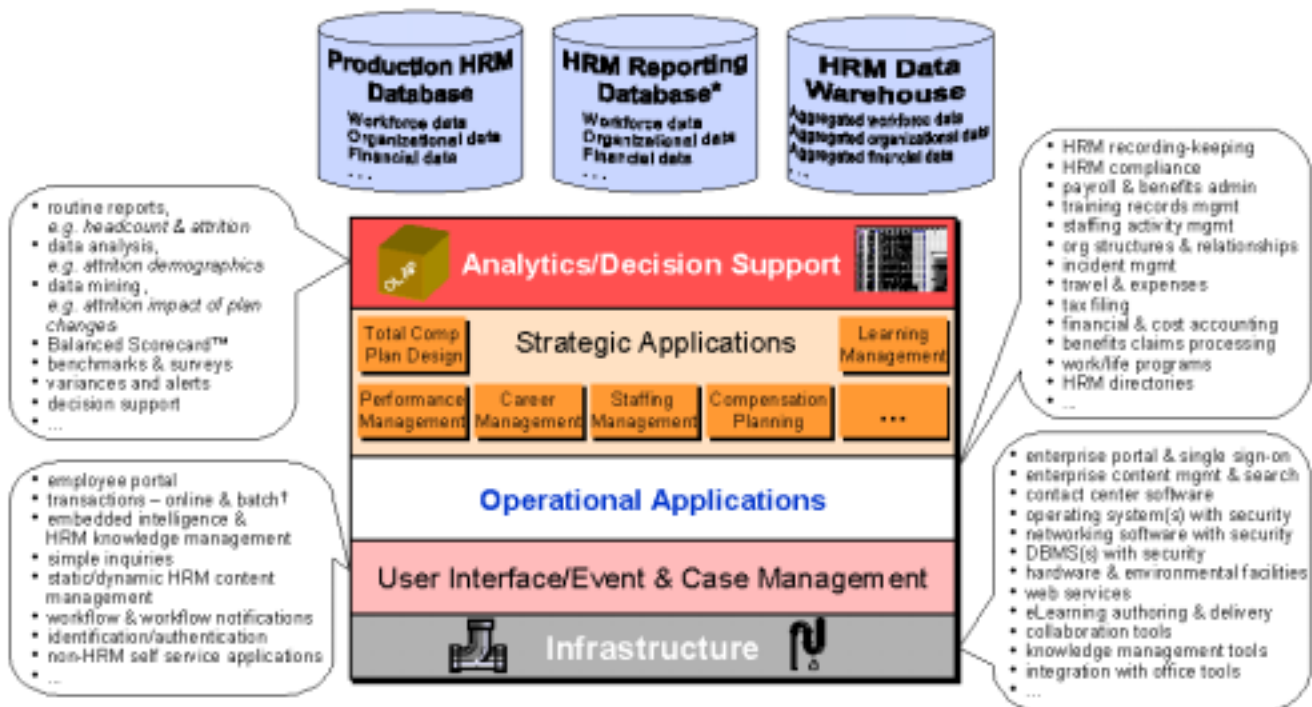 Production HRM
Database
Workforce data
Organizational data
Financial data
...
HRM Reporting
Database*
Workforce data
Organizational data
Financial data
...
HRM Data
Warehouse
Aggregated workforce data
Aggregated organizational data
Aggregated financial data
...
• routine reports,
e.g. headcount & attrition
• data analysis,
e.g. attrition demographics
• data mining,
e.g. attrition impact of plan
changes
• Balanced Scorecard™
• benchmarks & surveys
• variances and alerts
• decision support
• ...
OLAP
Analytics/Decision Support
Total Comp
Plan Design
Strategic Applications
Learning
Management
Performance
Management
Career
Management
Staffing
Management
Compensation
Planning
...
Operational Applications
User Interface/Event & Case Management
Infrastructure
• HRM recording-keeping
• HRM compliance
• payroll & benefits admin
• training records mgmt
• staffing activity mgmt
• org structures & relationships
• incident mgmt
• travel & expenses
• tax filing
• financial & cost accounting
• benefits claims processing
• work/life programs
• HRM directories
• ...
• employee portal
• transactions – online & batch†
• embedded intelligence &
HRM knowledge management
• simple inquiries
• static/dynamic HRM content
management
• workflow & workflow notifications
• identification/authentication
• non-HRM self service applications
• ...
• enterprise portal & single sign-on
• enterprise content mgmt & search
• contact center software
• operating system(s) with security
• networking software with security
• DBMS(s) with security
• hardware & environmental facilities
• web services
• eLearning authoring & delivery
• collaboration tools
• knowledge management tools
• integration with office tools
• ...